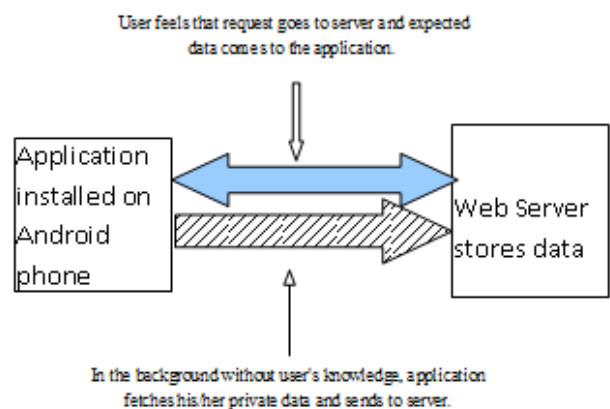 User feels that request goes to server and expected
data comes to the application.
Application
installed on
Android
phone
Web Server
stores data
In the background without user's knowledge, application
fetches his/her private data and sends to server.